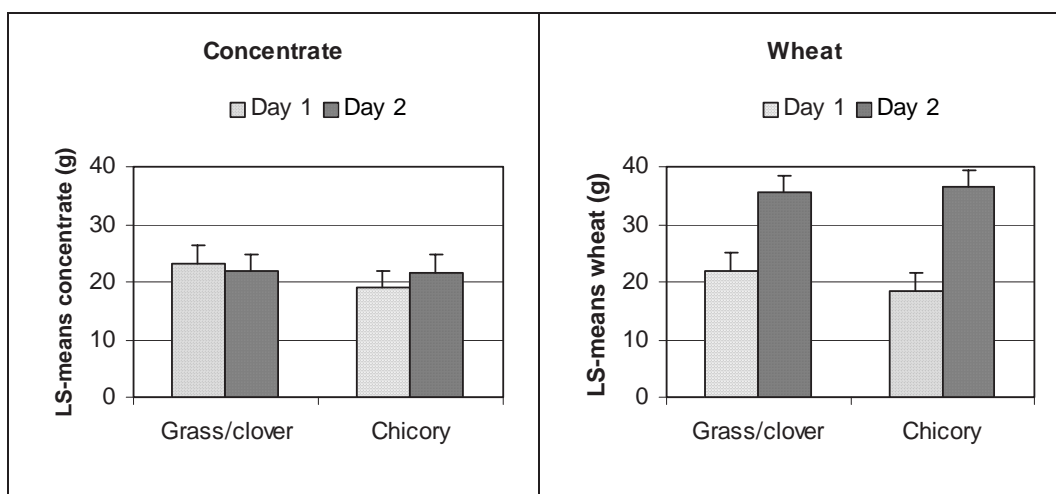 Concentrate
Day 1 Day 2
LS-means concentrate (g)
40
30
20
10
0
Grass/clover Chicory
Wheat
Day 1 Day 2
LS-means wheat (g)
40
30
20
10
0
Grass/clover Chicory